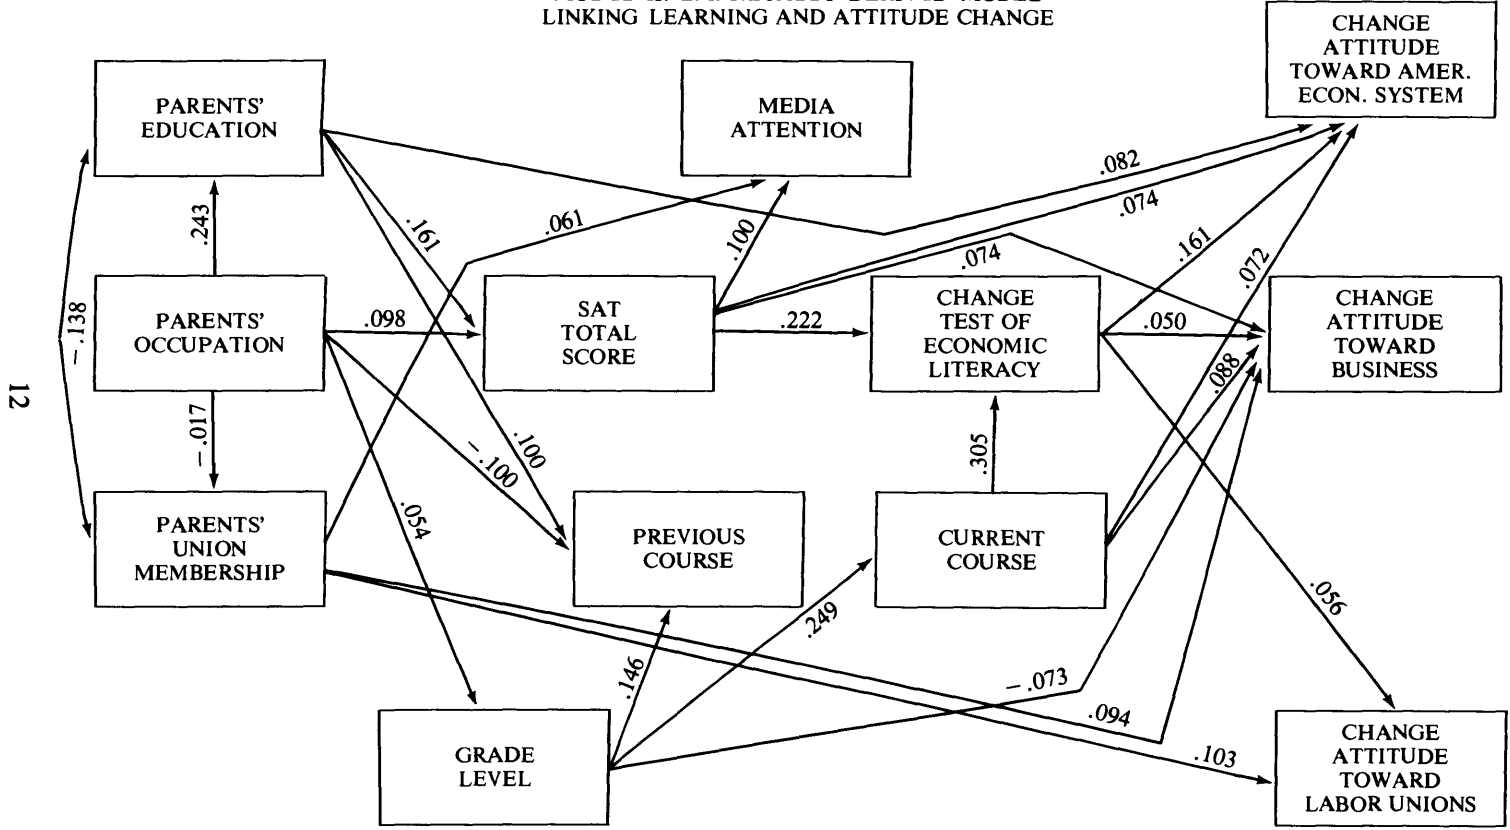 LINKING LEARNING AND ATTITUDE CHANGE
CHANGE
ATTITUDE
TOWARD AMER.
ECON. SYSTEM
PARENTS'
EDUCATION
MEDIA
ATTENTION
.082
.074
.243
.161
.061
.100
.074
.161
.072
-.138
PARENTS'
OCCUPATION
.098
SAT
TOTAL
SCORE
.222
CHANGE
TEST OF
ECONOMIC
LITERACY
.050
CHANGE
ATTITUDE
TOWARD
BUSINESS
.088
12
-.017
-.100
.100
.305
.054
PARENTS'
UNION
MEMBERSHIP
PREVIOUS
COURSE
CURRENT
COURSE
.056
.146
.249
-.073
.094
.103
GRADE
LEVEL
CHANGE
ATTITUDE
TOWARD
LABOR UNIONS